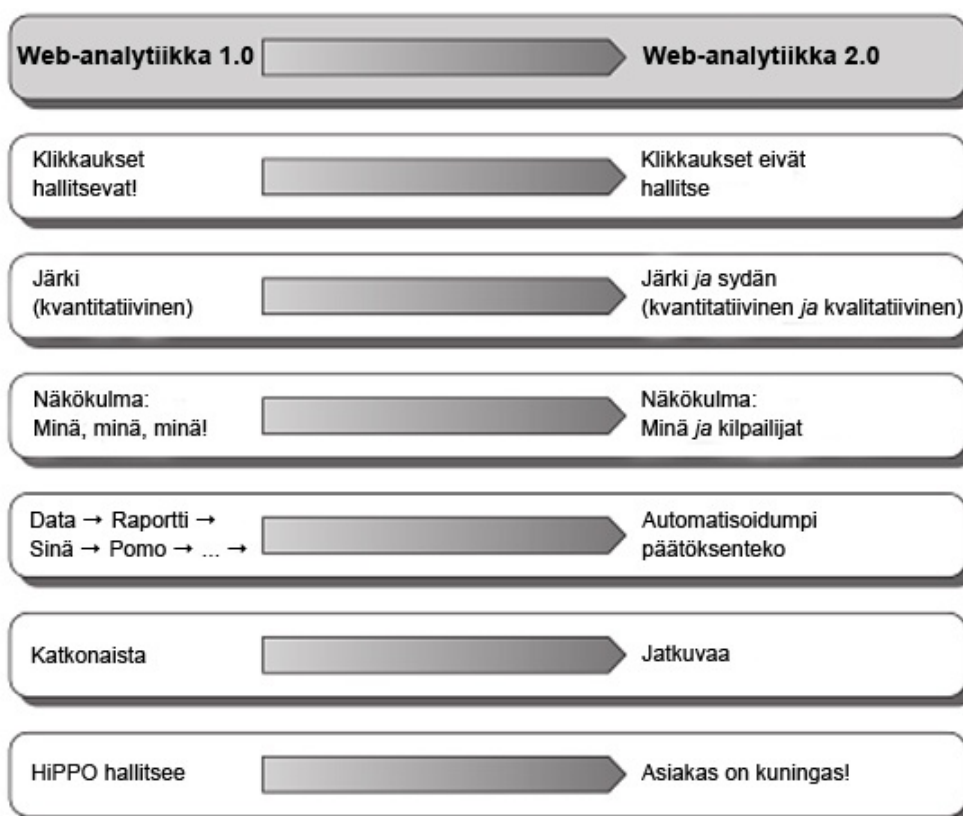 Web-analytiikka 1.0
Web-analytiikka 2.0
Klikkaukset
hallitsevat!
Klikkaukset eivät
hallitse
Järki
(kvantitatiivinen)
Järki ja sydän
(kvantitatiivinen ja kvalitatiivinen)
Näkökulma:
Minä, minä, minä!
Näkökulma:
Minä ja kilpailijat
Data → Raportti →
Sinä → Pomo → ... →
Automatisoidumpi
päätöksenteko
Katkonaista
Jatkuvaa
HiPPO hallitsee
Asiakas on kuningas!